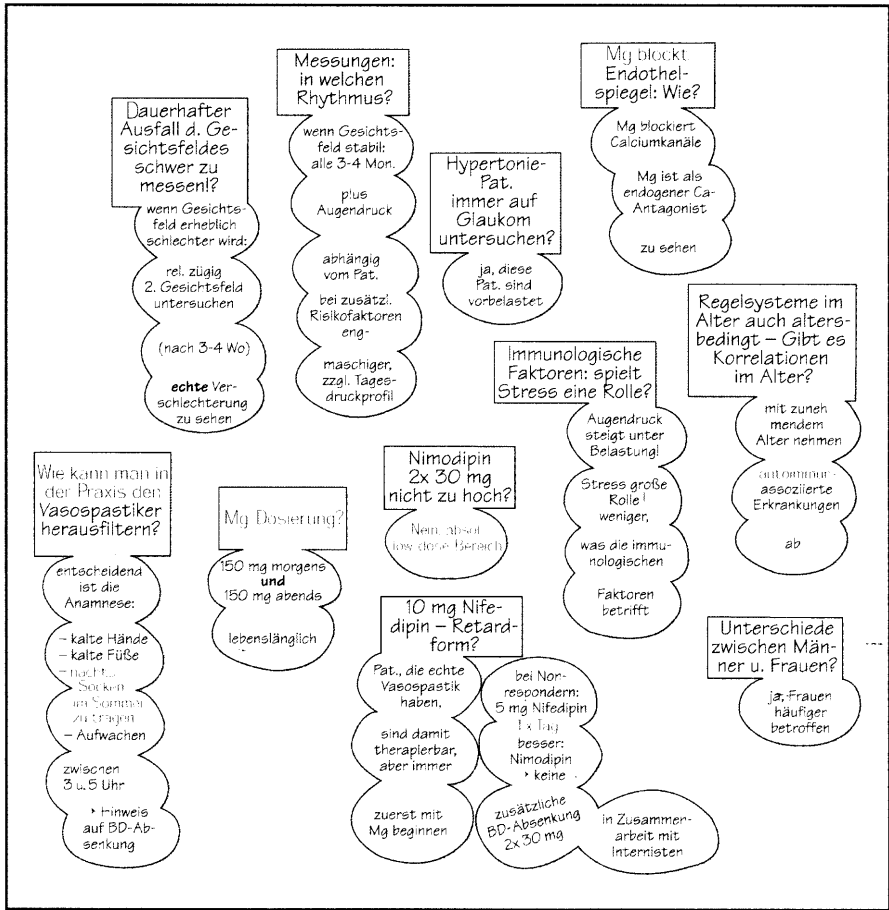 Dauerhafter
Ausfall d. Ge-
sichtsfeldes
schwer zu
messen!?
wenn Gesichts-
feld erheblich
schlechter wird:
rel. zügig
2. Gesichtsfeld
untersuchen
(nach 3-4 Wo)
echte Ver-
schlechterung
zu sehen
Messungen:
in welchen
Rhythmus?
wenn Gesichts-
feld stabil:
alle 3-4 Mon.
plus
Augendruck
abhängig
vom Pat.
bei zusätzl.
Risikofaktoren
eng-
maschiger,
zzgl. Tages-
druckprofil
Hypertonie-
Pat.
immer auf
Glaukom
untersuchen?
ja, diese
Pat. sind
vorbelastet
Mg blockt
Endothel-
spiegel: Wie?
Mg blockiert
Calciumkanäle
Mg ist als
endogener Ca-
Antagonist
zu sehen
Immunologische
Faktoren: spielt
Stress eine Rolle?
Augendruck
steigt unter
Belastung!
Stress große
Rolle!
weniger,
was die immu-
nologischen
Faktoren
betrifft
Regelsysteme im
Alter auch alters-
bedingt – Gibt es
Korrelationen
im Alter?
mit zuneh
mendem
Alter nehmen
autoimmun-
assoziierte
Erkrankungen
ab
Wie kann man in
der Praxis den
Vasospastiker
herausfiltern?
entscheidend
ist die
Anamnese:
– kalte Hände
– kalte Füße
– nachts
Socken
im Sommer
zu tragen
– Aufwachen
zwischen
3 u. 5 Uhr
Hinweis
auf BD-Ab-
senkung
Mg Dosierung?
150 mg morgens
und
150 mg abends
lebenslänglich
Nimodipin
2x 30 mg
nicht zu hoch?
Nein, absol.
low dose Bereich
10 mg Nife-
dipin – Retard-
form?
Pat., die echte
Vasospastik
haben,
sind damit
therapierbar,
aber immer
zuerst mit
Mg beginnen
bei Non-
respondern:
5 mg Nifedipin
1 x Tag
besser:
Nimodipin
keine
zusätzliche
BD-Absenkung
2x 30 mg
in Zusammen-
arbeit mit
Internisten
Unterschiede
zwischen Män-
ner u. Frauen?
ja, Frauen
häufiger
betroffen